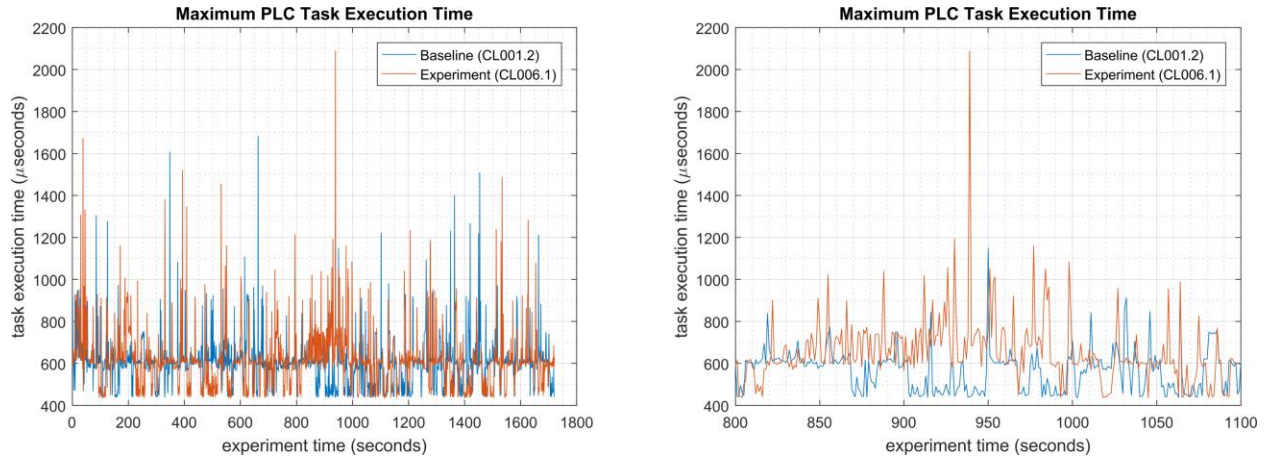 Maximum PLC Task Execution Time
2200
2000
1800
1600
1400
1200
1000
800
600
400
task execution time (μseconds)
Baseline (CL001.2)
Experiment (CL006.1)
0 200 400 600 800 1000 1200 1400 1600 1800
experiment time (seconds)
Maximum PLC Task Execution Time
2200
2000
1800
1600
1400
1200
1000
800
600
400
task execution time (μseconds)
Baseline (CL001.2)
Experiment (CL006.1)
800 850 900 950 1000 1050 1100
experiment time (seconds)